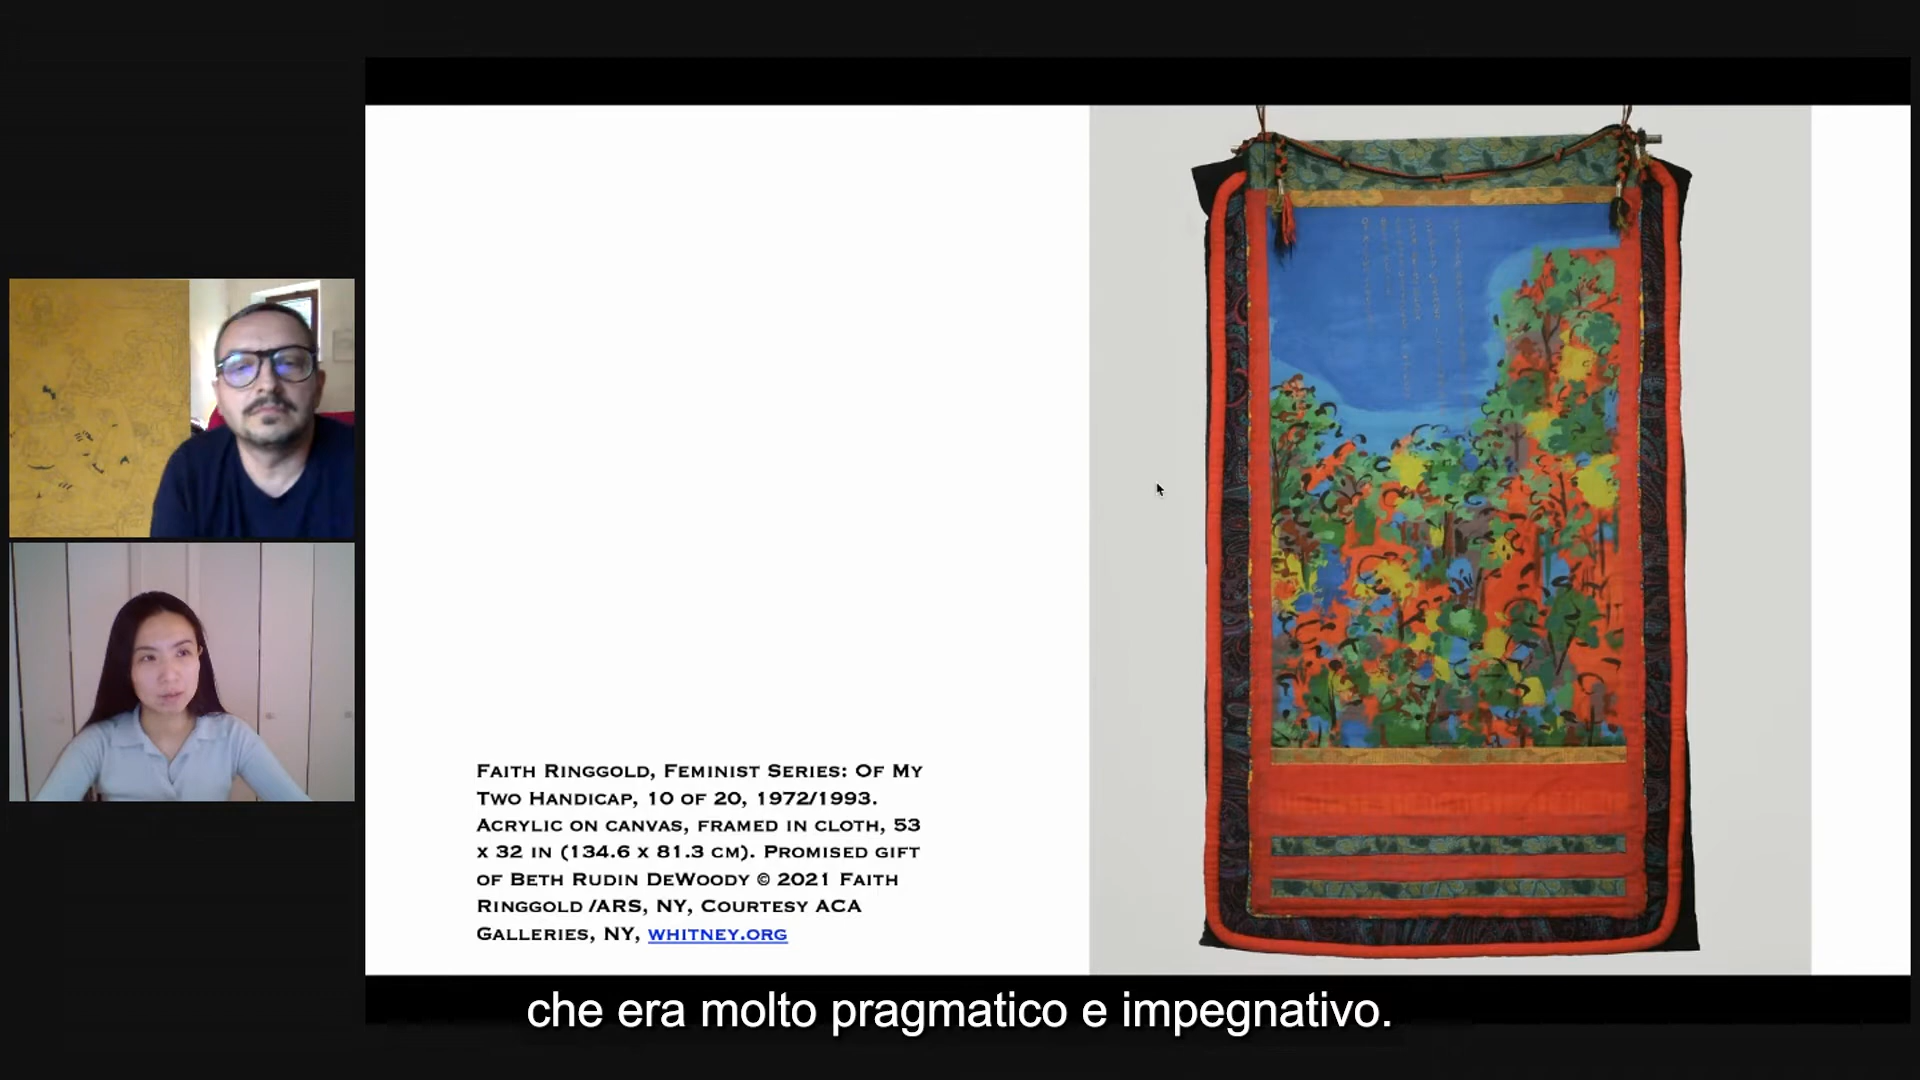 FAITH RINGGOLD, FEMINIST SERIES: OF MY
TWO HANDICAP, 10 OF 20, 1972/1993.
ACRYLIC ON CANVAS, FRAMED IN CLOTH, 53
X 32 IN (134.6 X 81.3 CM). PROMISED GIFT
OF BETH RUDIN DEWOODY © 2021 FAITH
RINGGOLD /ARS, NY, COURTESY ACA
GALLERIES, NY, WHITNEY.ORG
che era molto pragmatico e impegnativo.